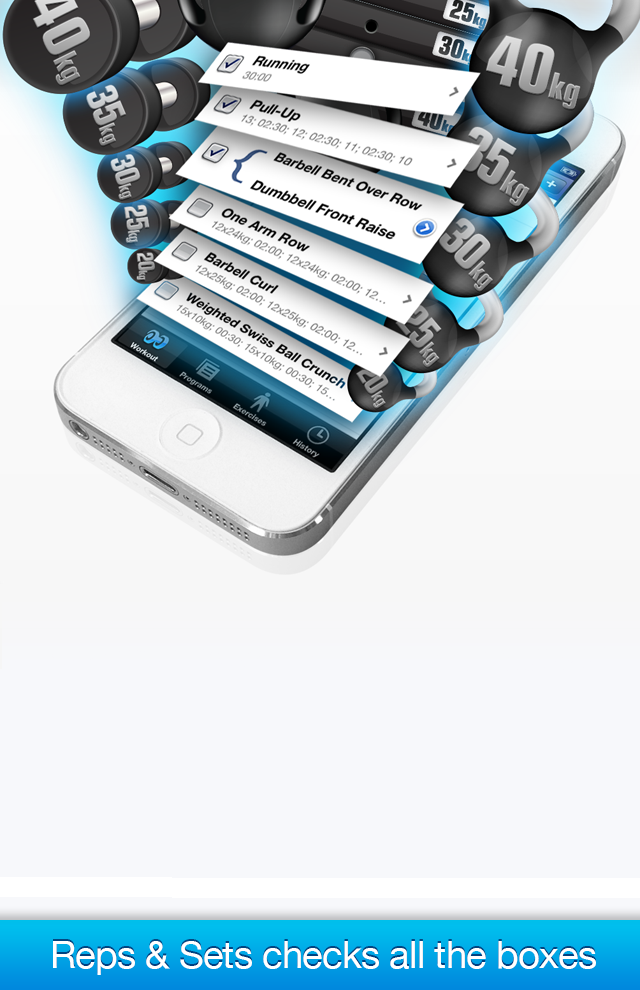 25kg
30k
40kg
40kg
40k
35kg
35kg
30kg
30kg
25kg
25kg
20kg
20kg
Running
30:00
Pull-Up
13; 02:30; 12; 02:30; 11; 02:30; 10
Barbell Bent Over Row
Dumbbell Front Raise
One Arm Row
12x24kg; 02:00; 12x24kg; 02:00; 12...
Barbell Curl
12x25kg; 02:00; 12x25kg; 02:00; 12...
Weighted Swiss Ball Crunch
15x10kg; 00:30; 15x10kg; 00:30; 15...
Workout
Programs
Exercises
History
Reps & Sets checks all the boxes